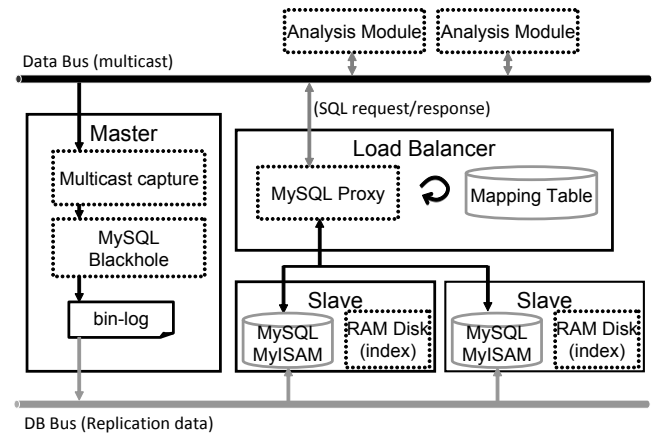 Analysis Module
Analysis Module
Data Bus (multicast)
(SQL request/response)
Master
Multicast capture
MySQL
Blackhole
bin-log
Load Balancer
MySQL Proxy
Mapping Table
Slave
MySQL
MyISAM
RAM Disk
(index)
Slave
MySQL
MyISAM
RAM Disk
(index)
DB Bus (Replication data)